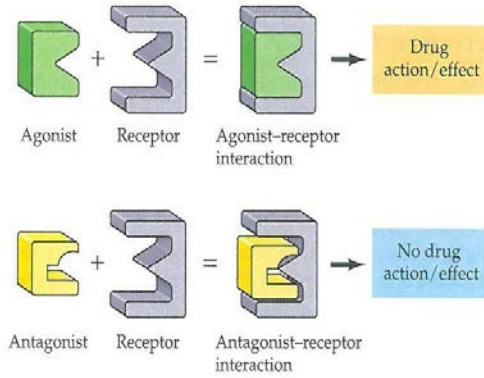 Drug
action/effect
Agonist
Receptor
Agonist–receptor
interaction
No drug
action/effect
Antagonist
Receptor
Antagonist–receptor
interaction